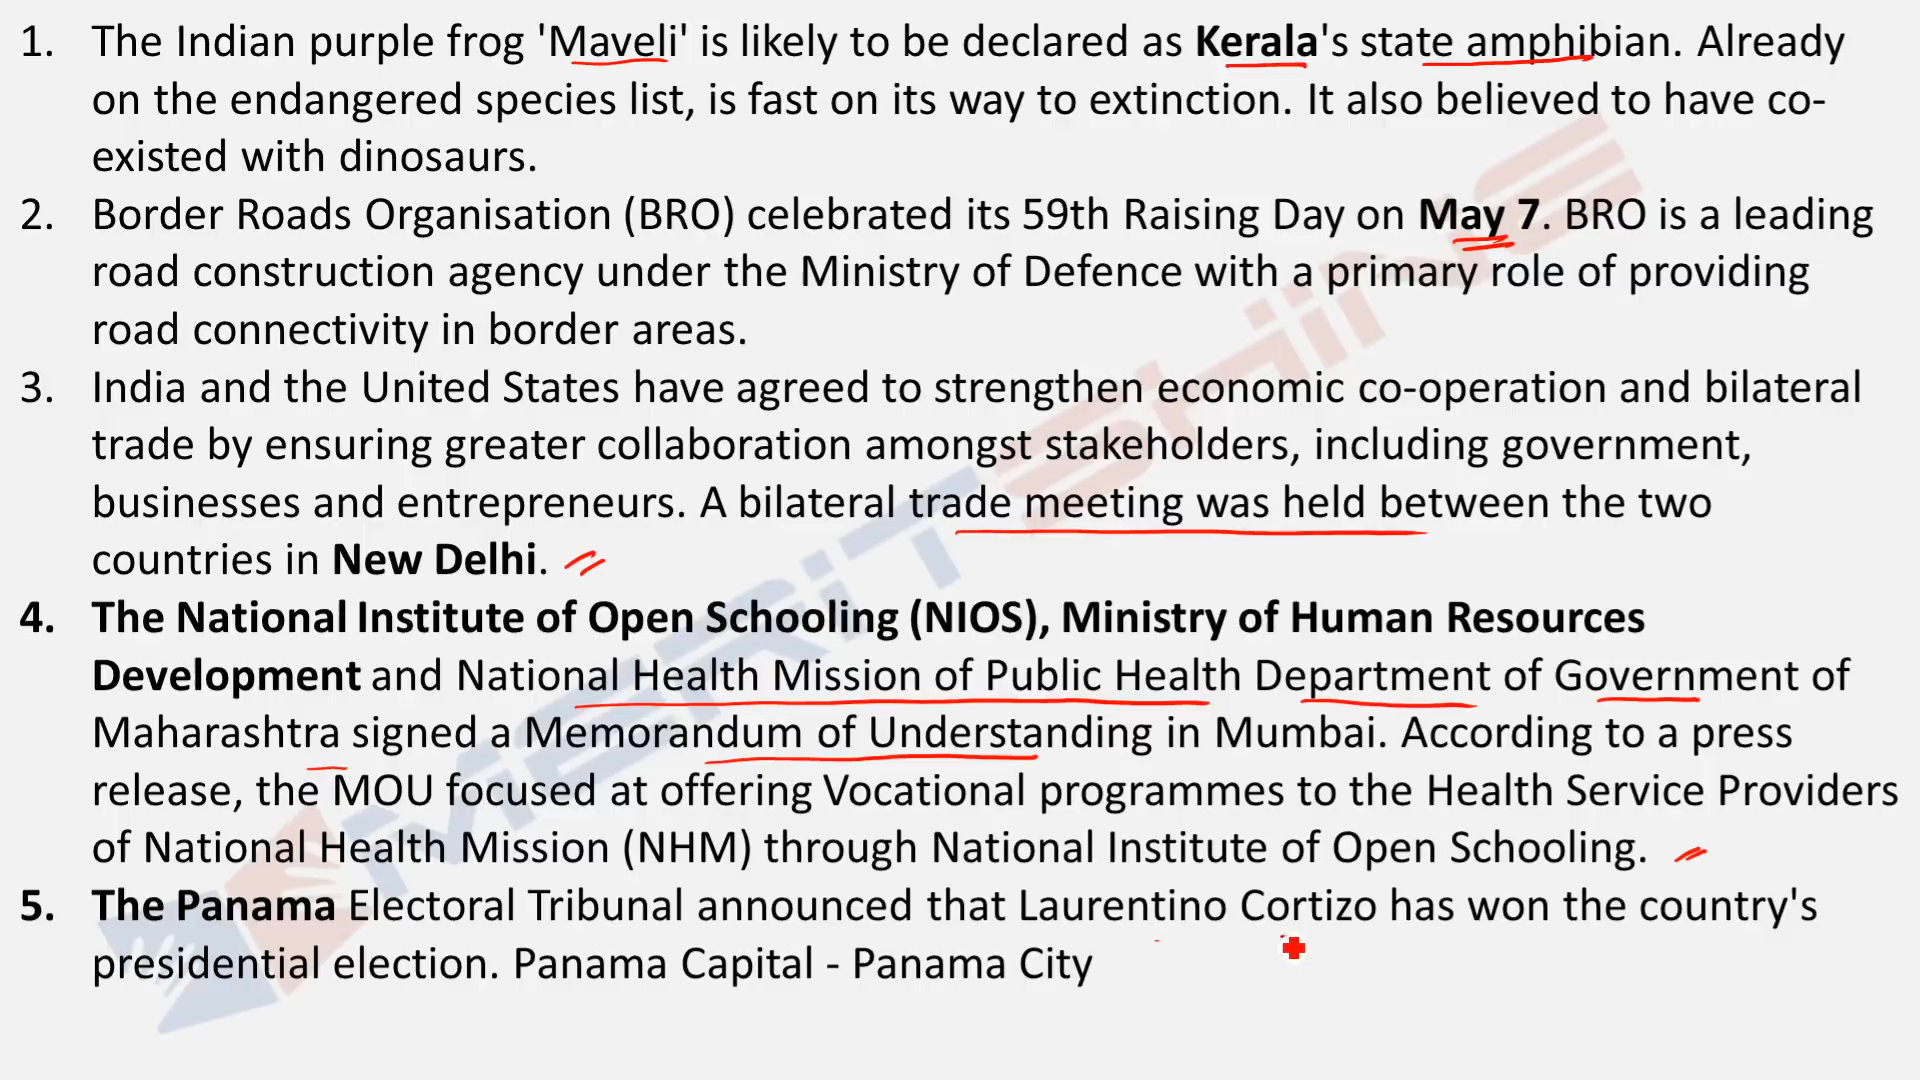 1. The Indian purple frog 'Maveli' is likely to be declared as Kerala's state amphibian. Already
on the endangered species list, is fast on its way to extinction. It also believed to have co-
existed with dinosaurs.
2. Border Roads Organisation (BRO) celebrated its 59th Raising Day on May 7. BRO is a leading
road construction agency under the Ministry of Defence with a primary role of providing
road connectivity in border areas.
3. India and the United States have agreed to strengthen economic co-operation and bilateral
trade by ensuring greater collaboration amongst stakeholders, including government,
businesses and entrepreneurs. A bilateral trade meeting was held between the two
countries in New Delhi.
4. The National Institute of Open Schooling (NIOS), Ministry of Human Resources
Development and National Health Mission of Public Health Department of Government of
Maharashtra signed a Memorandum of Understanding in Mumbai. According to a press
release, the MOU focused at offering Vocational programmes to the Health Service Providers
of National Health Mission (NHM) through National Institute of Open Schooling.
5. The Panama Electoral Tribunal announced that Laurentino Cortizo has won the country's
presidential election. Panama Capital - Panama City
MERiTSHiiNE